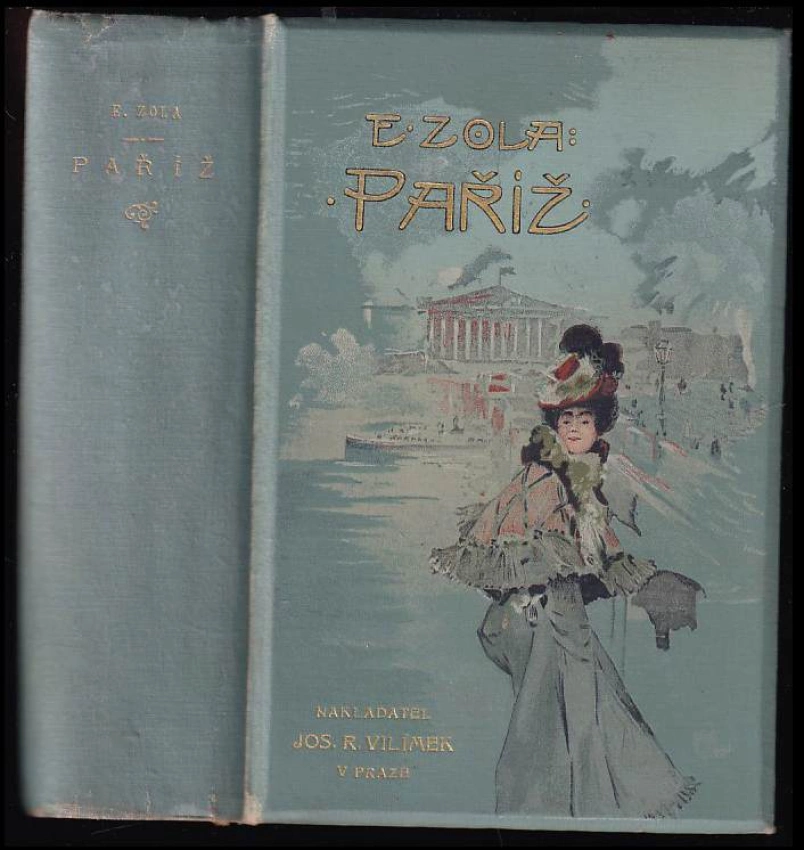 E. ZOLA
PAŘÍŽ
E. ZOLA:
·PAŘÍŽ·
NAKLADATEL
JOS. R. VILÍMEK
V PRAZE